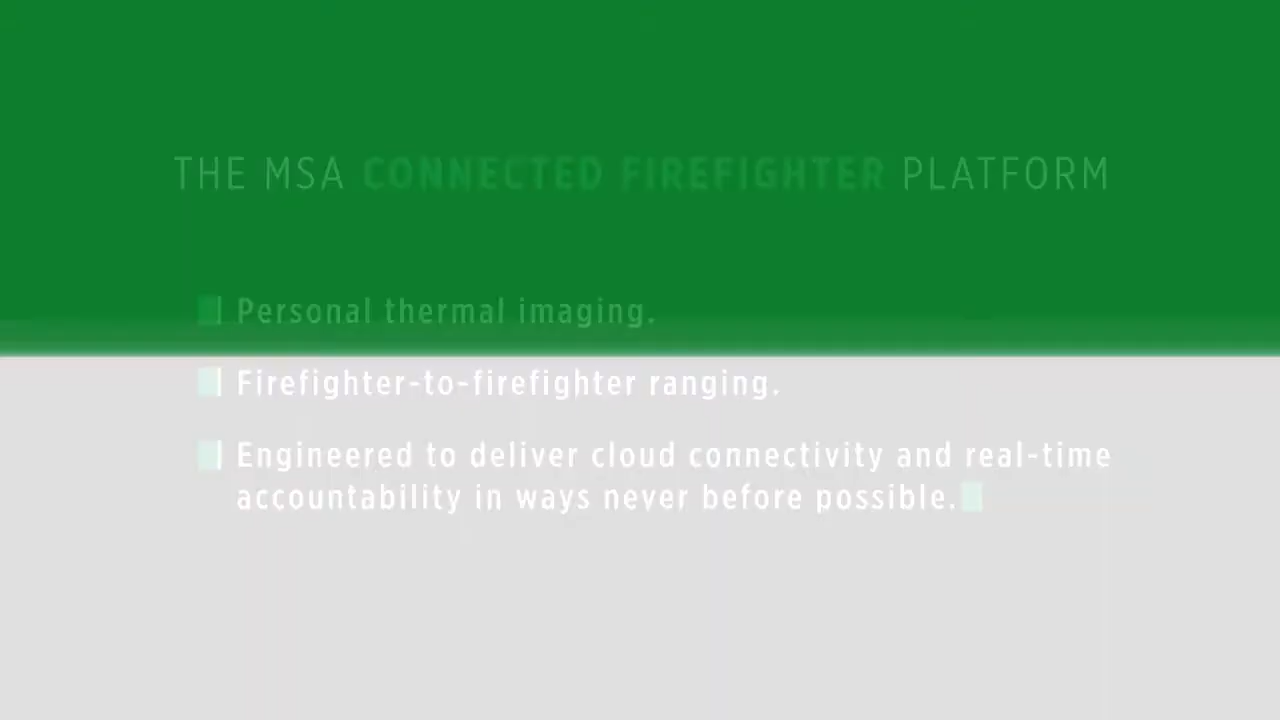 THE MSA CONNECTED FIREFIGHTER PLATFORM
Personal thermal imaging.
Firefighter-to-firefighter ranging.
Engineered to deliver cloud connectivity and real-time
accountability in ways never before possible.